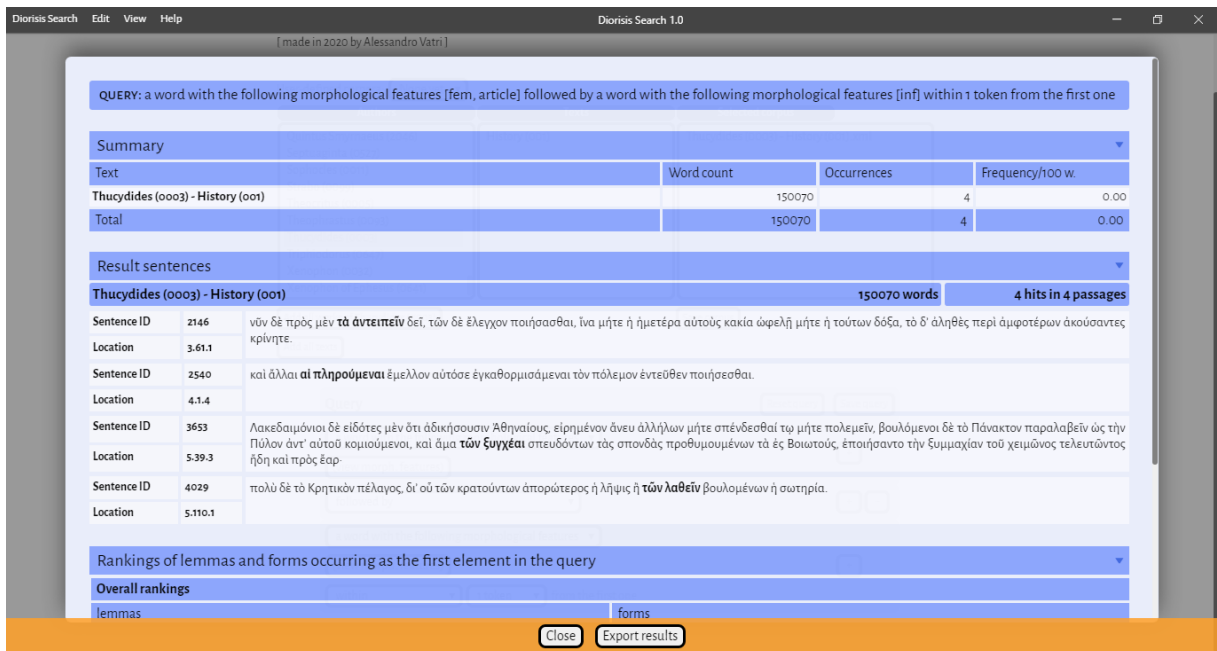 Diorisis Search Edit View Help Diorisis Search 1.0
[ made in 2020 by Alessandro Vatri ]
QUERY: a word with the following morphological features [fem, article] followed by a word with the following morphological features [inf] within 1 token from the first one
Summary
Text Word count Occurrences Frequency/100 w.
Thucydides (0003) - History (001) 150070 4 0.00
Total 150070 4 0.00
Result sentences
Thucydides (0003) - History (001) 150070 words 4 hits in 4 passages
Sentence ID 2146 νῦν δὲ πρὸς μὲν τὰ ἀντειπεῖν δεῖ, τῶν δὲ ἔλεγχον ποιήσασθαι, ἵνα μήτε ἡ ἡμετέρα αὐτοὺς κακία ὠφελῇ μήτε ἡ τούτων δόξα, τὸ δ' ἀληθὲς περὶ ἀμφοτέρων ἀκούσαντες
κρίνητε.
Location 3.61.1
Sentence ID 2540 καὶ ἄλλαι αἱ πληρούμεναι ἔμελλον αὐτόσε ἐγκαθορμισάμεναι τὸν πόλεμον ἐντεῦθεν ποιήσεσθαι.
Location 4.1.4
Sentence ID 3653 Λακεδαιμόνιοι δὲ εἰδότες μὲν ὅτι ἀδικήσουσιν Ἀθηναίους, εἰρημένον ἄνευ ἀλλήλων μήτε σπένδεσθαί τῳ μήτε πολεμεῖν, βουλόμενοι δὲ τὸ Πάνακτον παραλαβεῖν ὡς τὴν
Πύλον ἀντ' αὐτοῦ κομιούμενοι, καὶ ἅμα τῶν ξυγχέαι σπευδόντων τὰς σπονδὰς προθυμουμένων τὰ ἐς Βοιωτούς, ἐποιήσαντο τὴν ξυμμαχίαν τοῦ χειμῶνος τελευτῶντος
Location 5.39.3 ἤδη καὶ πρὸς ἔαρ·
Sentence ID 4029 πολὺ δὲ τὸ Κρητικὸν πέλαγος, δι' οὗ τῶν κρατούντων ἀπορώτερος ἡ λῆψις ἢ τῶν λαθεῖν βουλομένων ἡ σωτηρία.
Location 5.110.1
Rankings of lemmas and forms occurring as the first element in the query
Overall rankings
lemmas forms
Close Export results